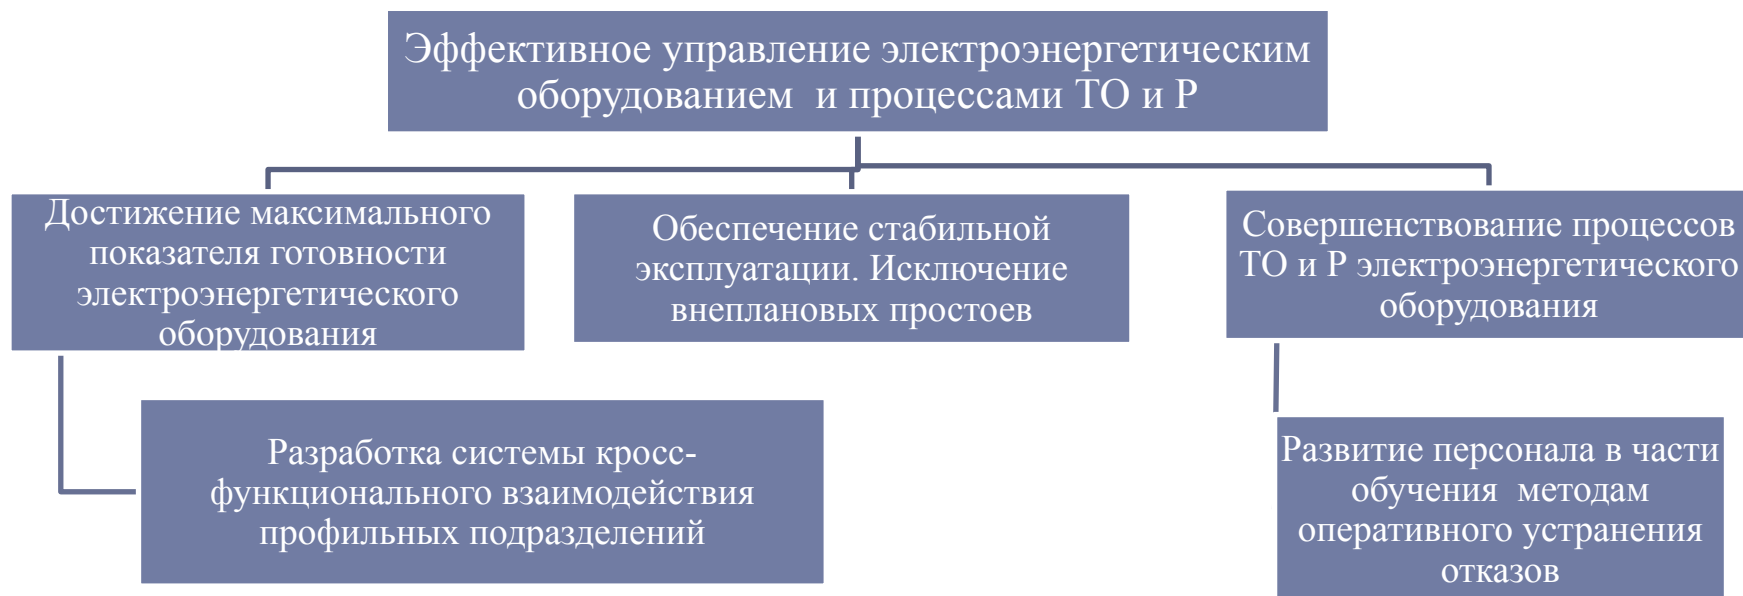 Эффективное управление электроэнергетическим
оборудованием и процессами ТО и Р
Достижение максимального
показателя готовности
электроэнергетического
оборудования
Обеспечение стабильной
эксплуатации. Исключение
внеплановых простоев
Совершенствование процессов
ТО и Р электроэнергетического
оборудования
Разработка системы кросс-
функционального взаимодействия
профильных подразделений
Развитие персонала в части
обучения методам
оперативного устранения
отказов